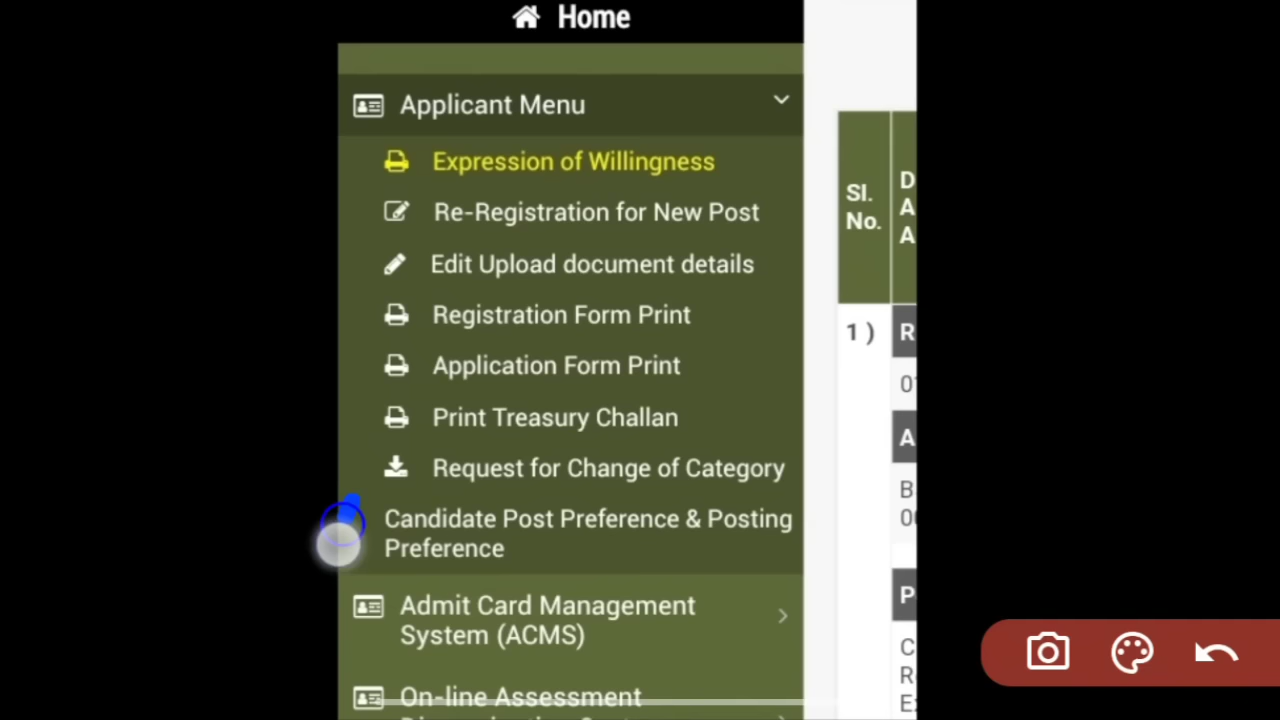 Home
Applicant Menu
Expression of Willingness
Re-Registration for New Post
Edit Upload document details
Registration Form Print
Application Form Print
Print Treasury Challan
Request for Change of Category
Candidate Post Preference & Posting
Preference
Admit Card Management
System (ACMS)
On-line Assessment
Sl.
No.
D
A
A
1 )
R
A
B
P
C
R
E